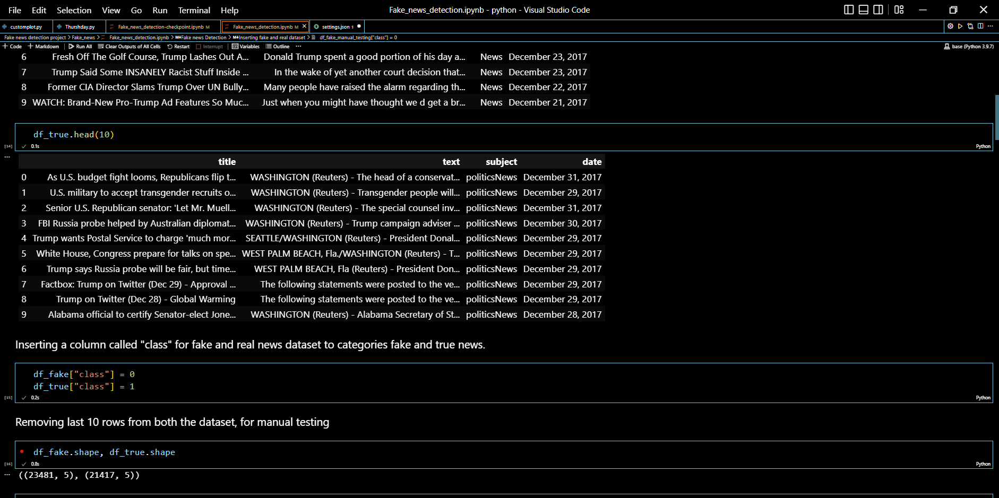 File Edit Selection View Go Run Terminal Help Fake_news_detection.ipynb - python - Visual Studio Code
customplot.py Thurshday.py Fake_news_detection-checkpoint.ipynb M Fake_news_detection.ipynb M settings.json 1
Fake news detection project > Fake_news > Fake_news_detection.ipynb > M↓Fake news Detection > M↓Inserting fake and real dataset > df_fake_manual_testing["class"] = 0
+ Code + Markdown | Run All Clear Outputs of All Cells Restart Interrupt | Variables Outline ... base (Python 3.9.7)
6 Fresh Off The Golf Course, Trump Lashes Out A... Donald Trump spent a good portion of his day a... News December 23, 2017
7 Trump Said Some INSANELY Racist Stuff Inside ... In the wake of yet another court decision that... News December 23, 2017
8 Former CIA Director Slams Trump Over UN Bully... Many people have raised the alarm regarding th... News December 22, 2017
9 WATCH: Brand-New Pro-Trump Ad Features So Muc... Just when you might have thought we d get a br... News December 21, 2017
df_true.head(10)
[14] ✓ 0.1s Python
... title text subject date
0 As U.S. budget fight looms, Republicans flip t... WASHINGTON (Reuters) - The head of a conservat... politicsNews December 31, 2017
1 U.S. military to accept transgender recruits o... WASHINGTON (Reuters) - Transgender people will... politicsNews December 29, 2017
2 Senior U.S. Republican senator: 'Let Mr. Muell... WASHINGTON (Reuters) - The special counsel inv... politicsNews December 31, 2017
3 FBI Russia probe helped by Australian diplomat... WASHINGTON (Reuters) - Trump campaign adviser ... politicsNews December 30, 2017
4 Trump wants Postal Service to charge 'much mor... SEATTLE/WASHINGTON (Reuters) - President Donal... politicsNews December 29, 2017
5 White House, Congress prepare for talks on spe... WEST PALM BEACH, Fla./WASHINGTON (Reuters) - T... politicsNews December 29, 2017
6 Trump says Russia probe will be fair, but time... WEST PALM BEACH, Fla (Reuters) - President Don... politicsNews December 29, 2017
7 Factbox: Trump on Twitter (Dec 29) - Approval ... The following statements were posted to the ve... politicsNews December 29, 2017
8 Trump on Twitter (Dec 28) - Global Warming The following statements were posted to the ve... politicsNews December 29, 2017
9 Alabama official to certify Senator-elect Jone... WASHINGTON (Reuters) - Alabama Secretary of St... politicsNews December 28, 2017
Inserting a column called "class" for fake and real news dataset to categories fake and true news.
df_fake["class"] = 0
df_true["class"] = 1
[15] ✓ 0.2s Python
Removing last 10 rows from both the dataset, for manual testing
df_fake.shape, df_true.shape
[16] ✓ 0.8s Python
... ((23481, 5), (21417, 5))